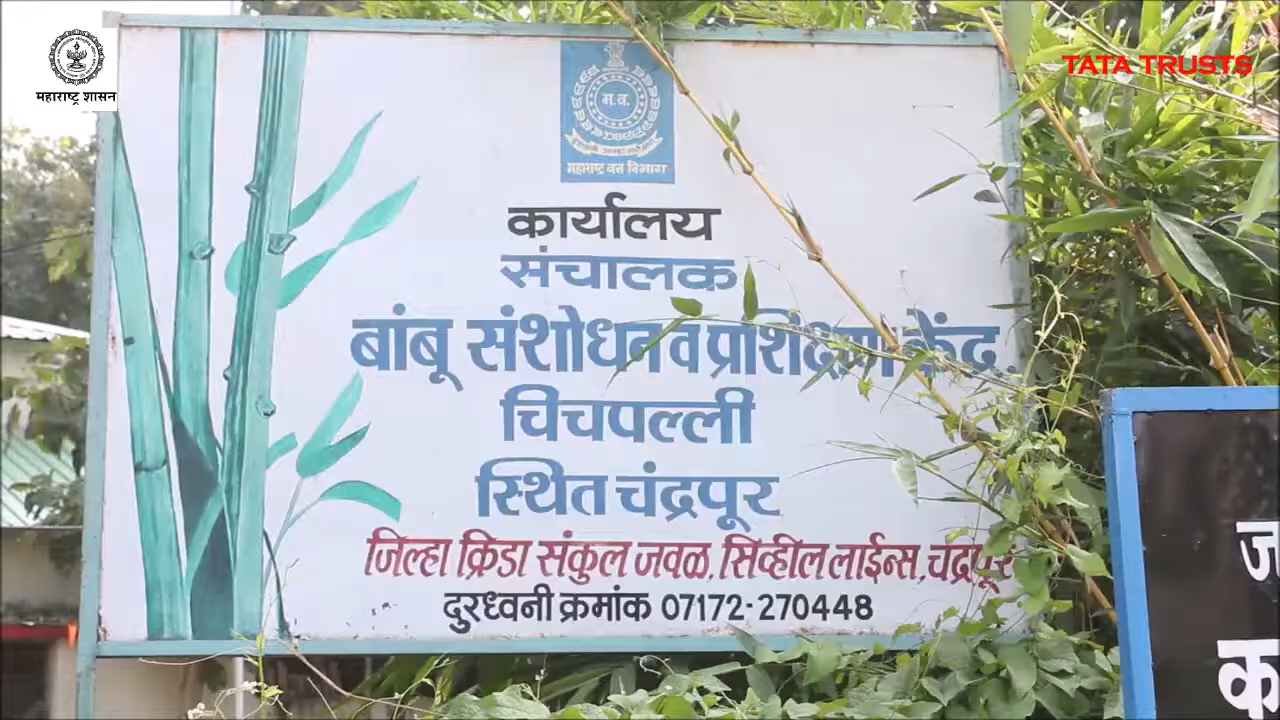 महाराष्ट्र शासन
TATA TRUSTS
म.व.
महाराष्ट्र वन विभाग
कार्यालय
संचालक
बांबू संशोधन व प्रशिक्षण केंद्र.
चिचपल्ली
स्थित चंद्रपूर
जिल्हा क्रिडा संकुल जवळ, सिव्हील लाईन्स, चद्रपूर
दुरध्वनी क्रमांक 07172-270448
ज
क